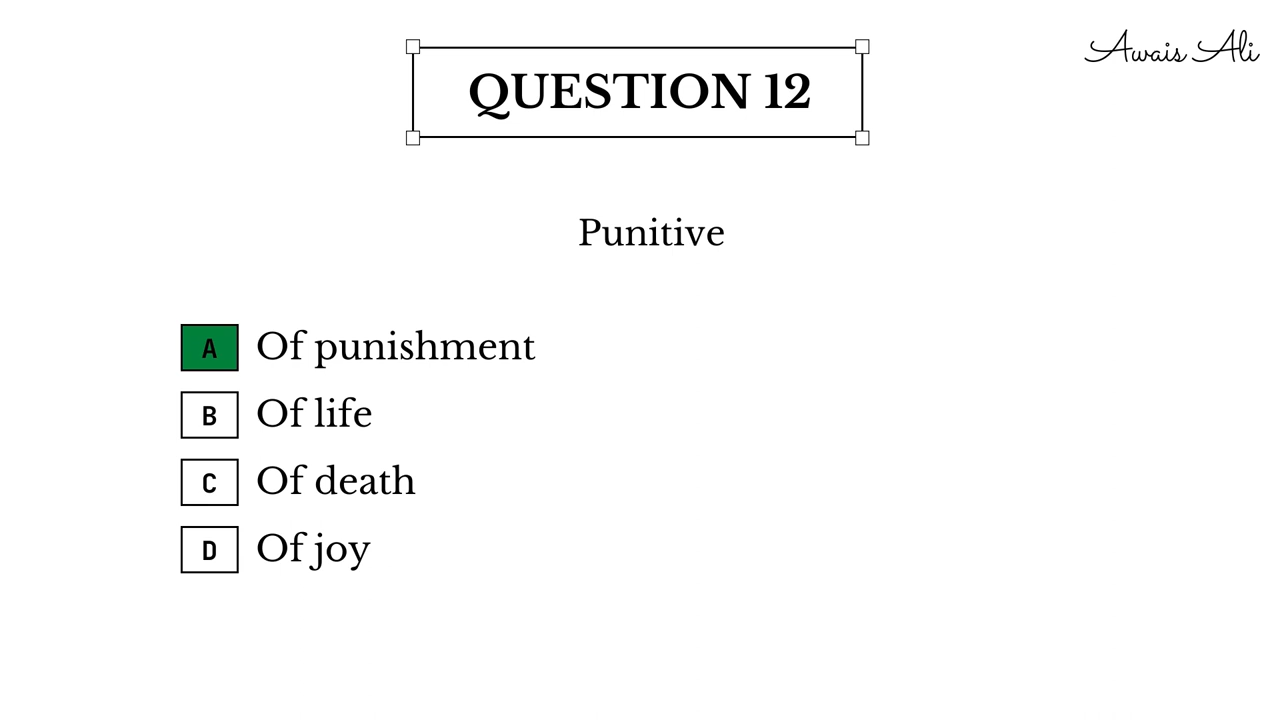 Awais Ali
QUESTION 12
Punitive
A Of punishment
B Of life
C Of death
D Of joy